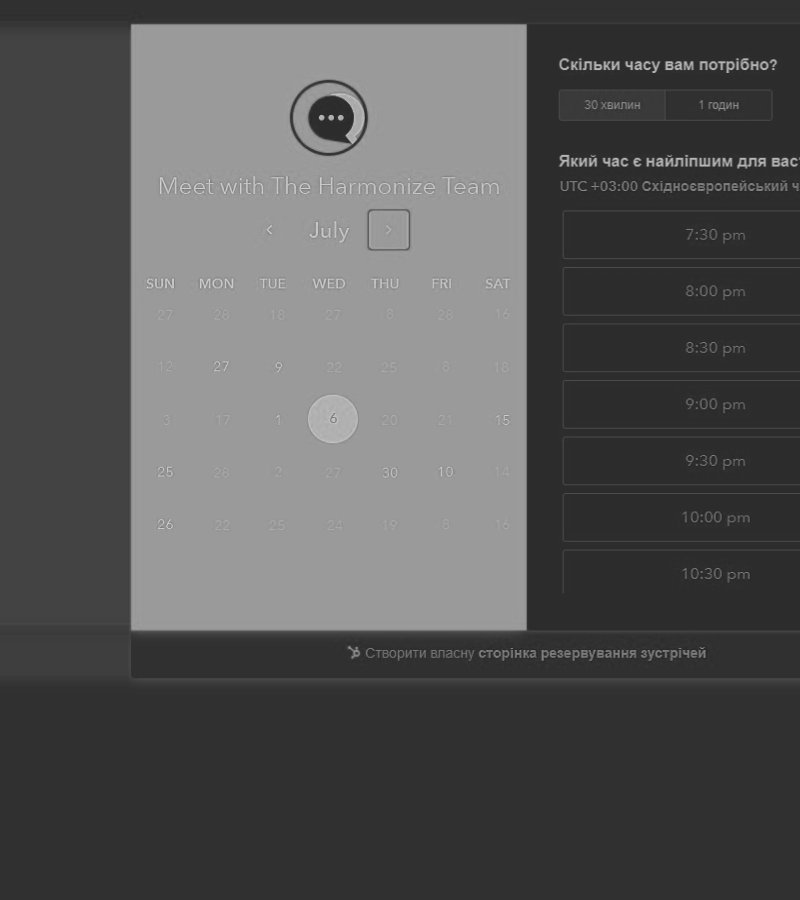 Meet with The Harmonize Team
July
SUN MON TUE WED THU FRI SAT
27 28 18 27 8 28 16
12 27 9 22 25 8 18
3 17 1 6 20 21 15
25 28 2 27 30 10 14
26 22 25 24 19 8 16
Скільки часу вам потрібно?
30 хвилин 1 годин
Який час є найліпшим для вас
UTC +03:00 Східноєвропейський ч
7:30 pm
8:00 pm
8:30 pm
9:00 pm
9:30 pm
10:00 pm
10:30 pm
Створити власну сторінка резервування зустрічей